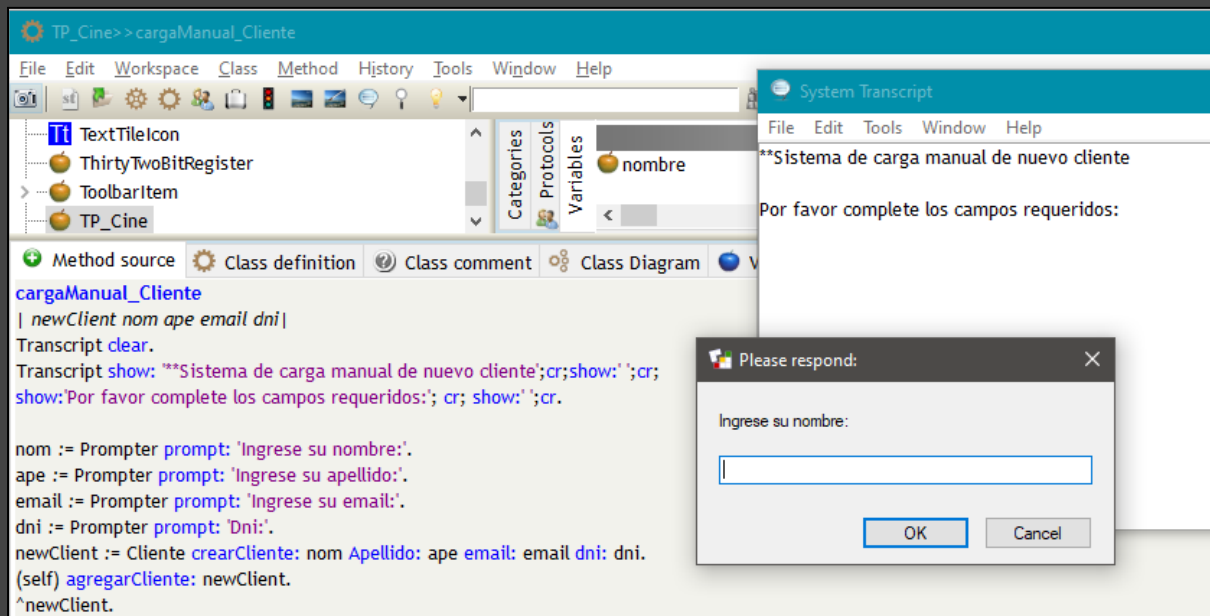 TP_Cine>>cargaManual_Cliente
File Edit Workspace Class Method History Tools Window Help
st
TextTileIcon
ThirtyTwoBitRegister
ToolbarItem
TP_Cine
Categories
Protocols
Variables
nombre
Method source Class definition Class comment Class Diagram
cargaManual_Cliente
| newClient nom ape email dni|
Transcript clear.
Transcript show: '**Sistema de carga manual de nuevo cliente';cr;show:' ';cr;
show:'Por favor complete los campos requeridos:'; cr; show:' ';cr.
nom := Prompter prompt: 'Ingrese su nombre:'.
ape := Prompter prompt: 'Ingrese su apellido:'.
email := Prompter prompt: 'Ingrese su email:'.
dni := Prompter prompt: 'Dni:'.
newClient := Cliente crearCliente: nom Apellido: ape email: email dni: dni.
(self) agregarCliente: newClient.
^newClient.
System Transcript
File Edit Tools Window Help
**Sistema de carga manual de nuevo cliente
Por favor complete los campos requeridos:
Please respond:
Ingrese su nombre:
OK Cancel